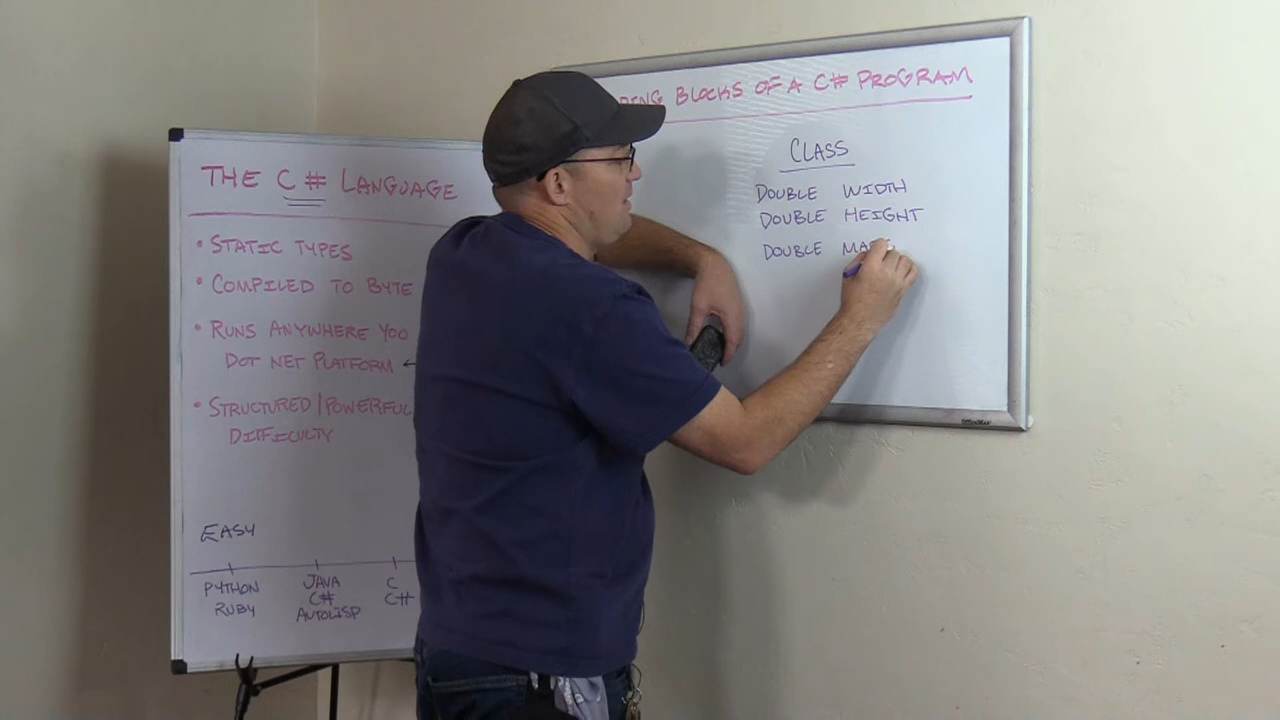 THE C# LANGUAGE
• STATIC TYPES
• COMPILED TO BYTE
• RUNS ANYWHERE YOU
DOT NET PLATFORM ←
• STRUCTURED/POWERFUL
DIFFICULTY
EASY
PYTHON
RUBY
JAVA
C#
AUTOLISP
C
C#
BLOCKS OF A C# PROGRAM
CLASS
DOUBLE WIDTH
DOUBLE HEIGHT
DOUBLE
OfficeMax